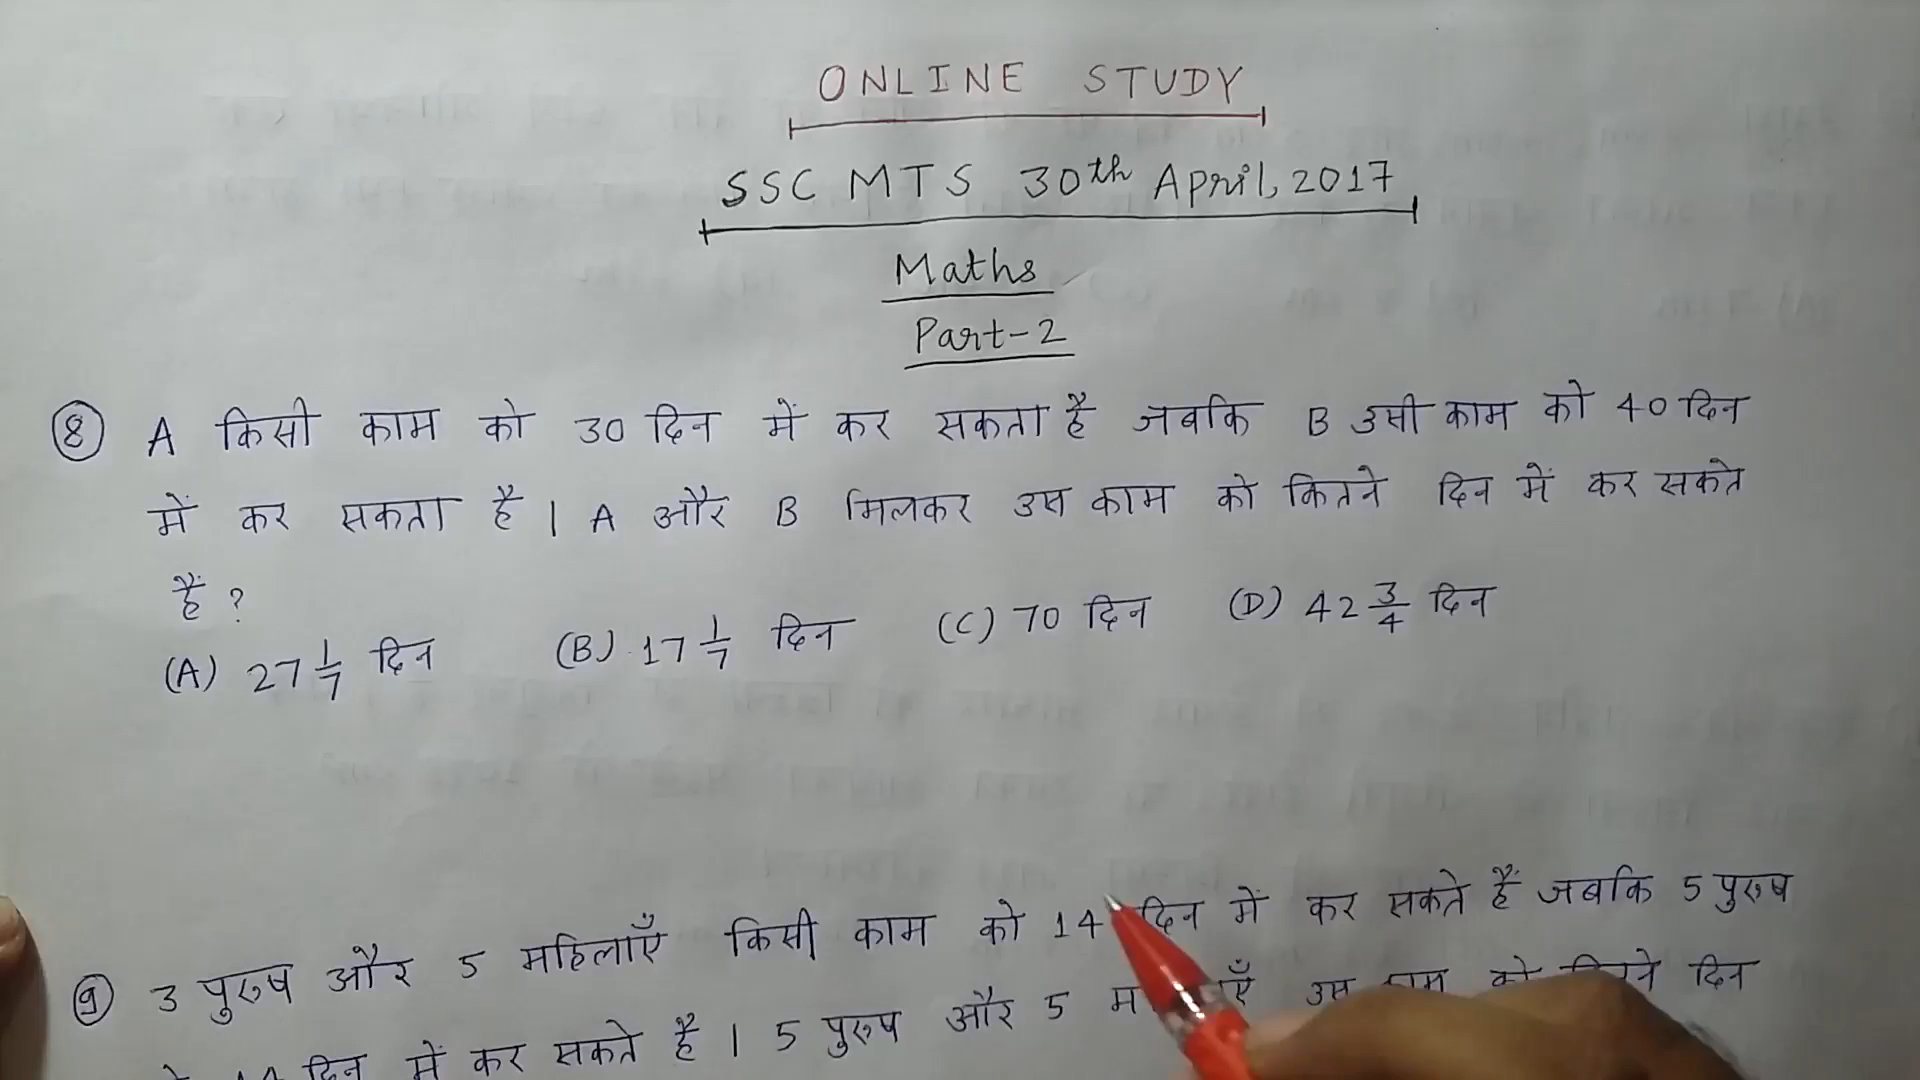 ONLINE STUDY
SSC MTS 30th April, 2017
Maths
Part-2
(8) A किसी काम को 30 दिन में कर सकता है जबकि B उसी काम को 40 दिन
में कर सकता है। A और B मिलकर उस काम को कितने दिन में कर सकते
हैं ?
(A) 27 1/7 दिन (B) 17 1/7 दिन (C) 70 दिन (D) 42 3/4 दिन
(9) 3 पुरुष और 5 महिलाएँ किसी काम को 14 दिन में कर सकते हैं जबकि 5 पुरुष
दिन में कर सकते हैं। 5 पुरुष और 5 उस को दिन